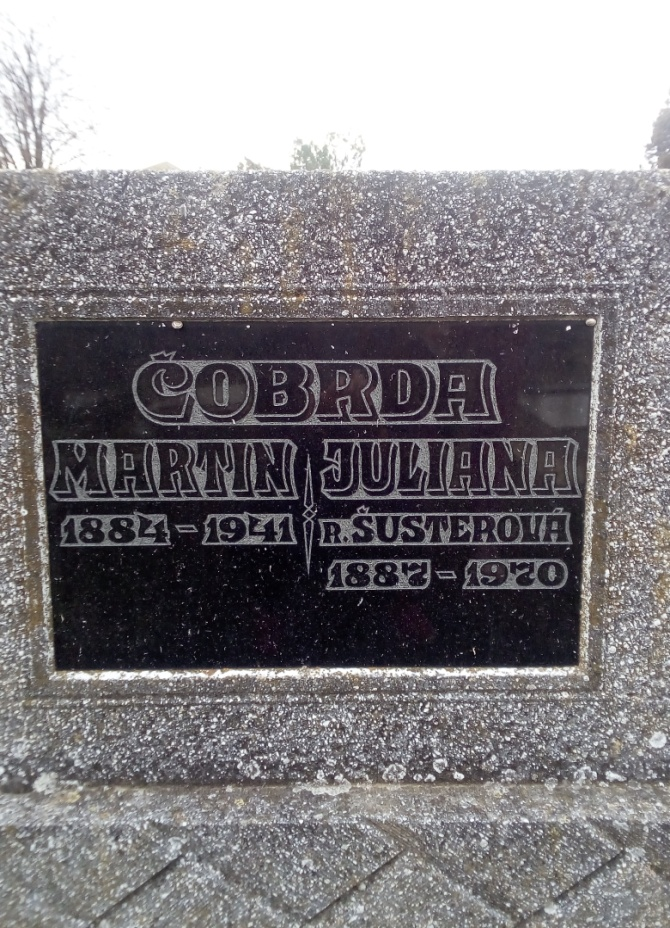 ČOBRDA
MARTIN JULIANA
1884 - 1941 R. ŠUSTEROVÁ
1887 - 1970